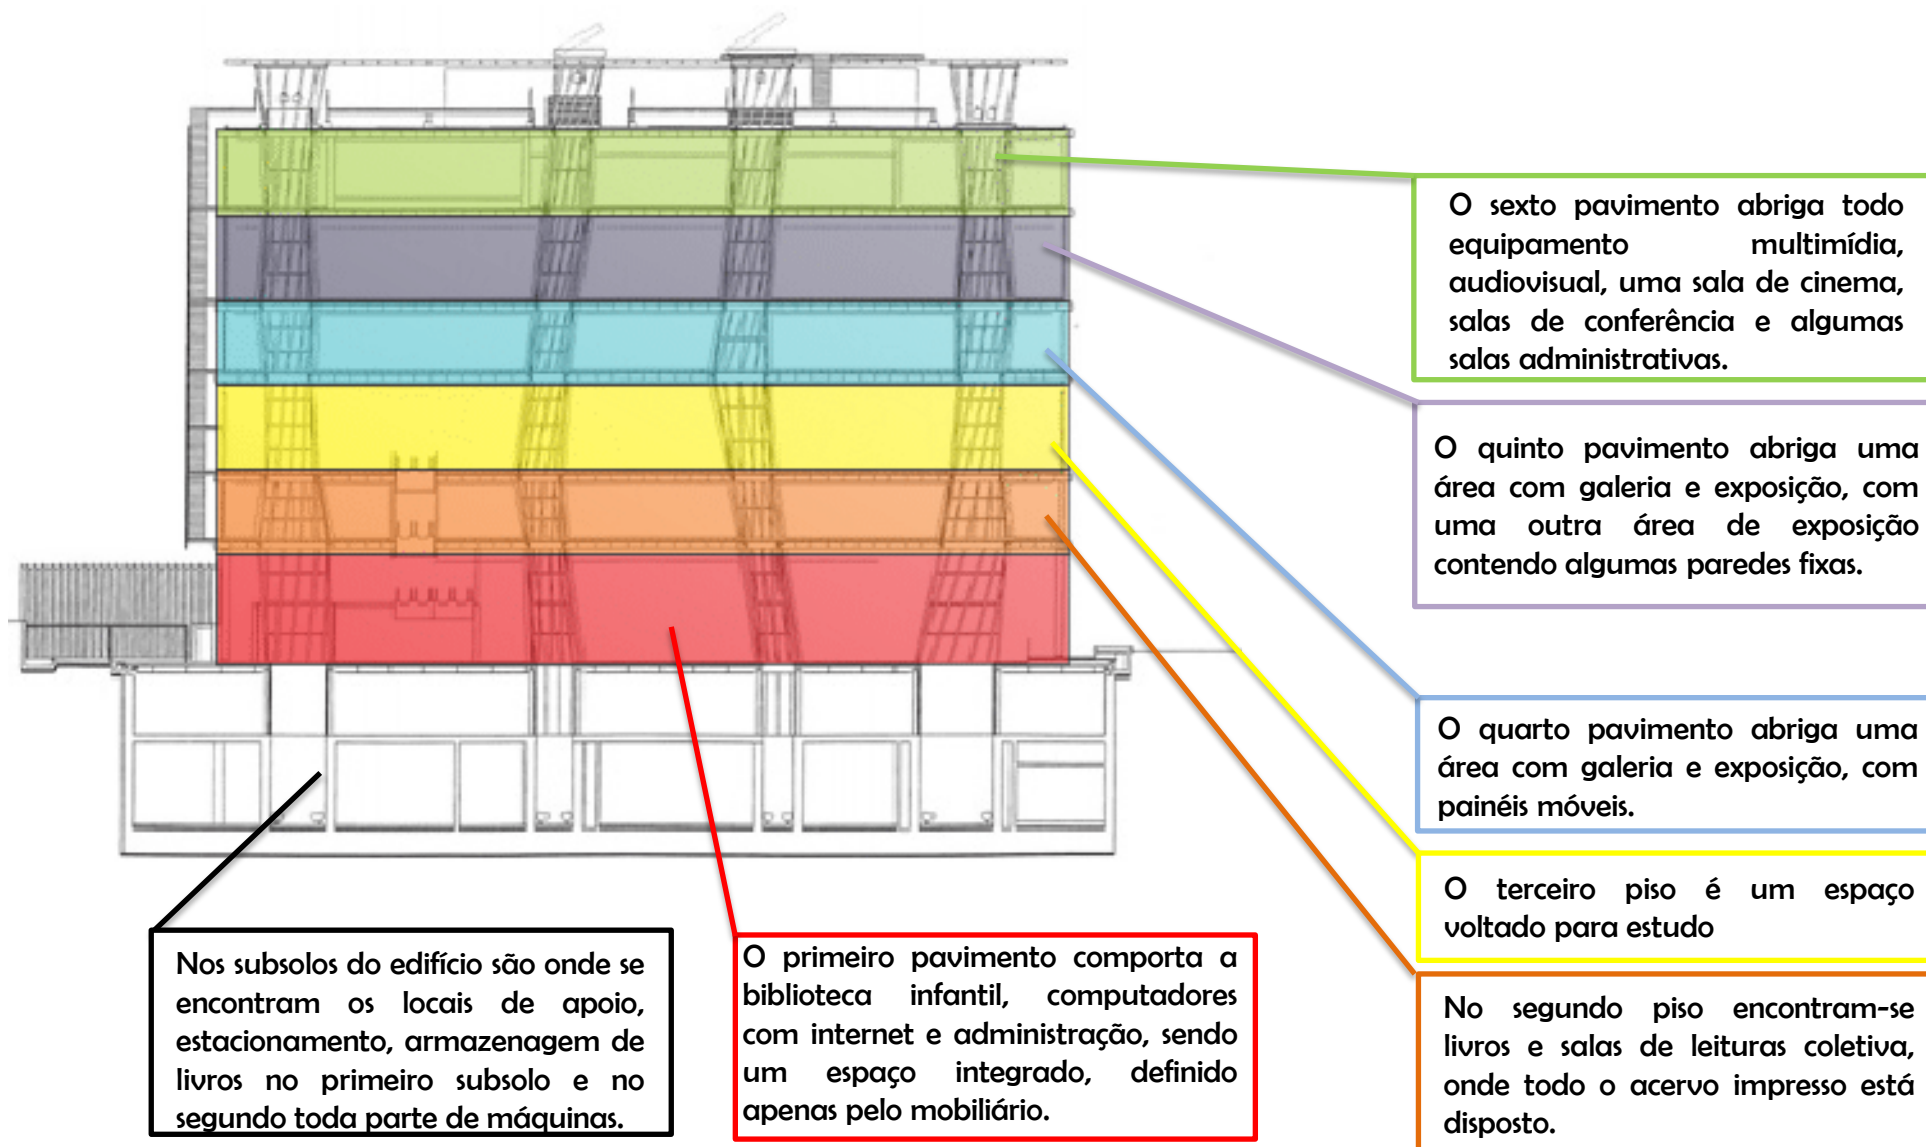 O sexto pavimento abriga todo
equipamento multimídia,
audiovisual, uma sala de cinema,
salas de conferência e algumas
salas administrativas.
O quinto pavimento abriga uma
área com galeria e exposição, com
uma outra área de exposição
contendo algumas paredes fixas.
O quarto pavimento abriga uma
área com galeria e exposição, com
painéis móveis.
O terceiro piso é um espaço
voltado para estudo
No segundo piso encontram-se
livros e salas de leituras coletiva,
onde todo o acervo impresso está
disposto.
O primeiro pavimento comporta a
biblioteca infantil, computadores
com internet e administração, sendo
um espaço integrado, definido
apenas pelo mobiliário.
Nos subsolos do edifício são onde se
encontram os locais de apoio,
estacionamento, armazenagem de
livros no primeiro subsolo e no
segundo toda parte de máquinas.